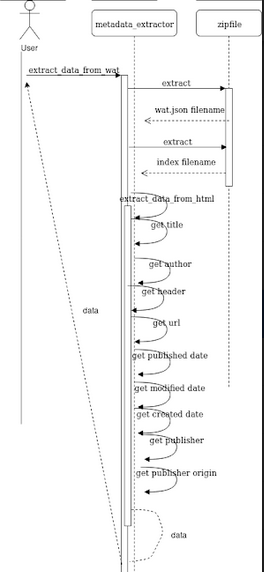 metadata_extractor
zipfile
User
extract_data_from_wat
extract
wat.json filename
extract
index filename
extract_data_from_html
get title
get author
get header
data
get url
get published date
get modified date
get created date
get publisher
get publisher origin
data